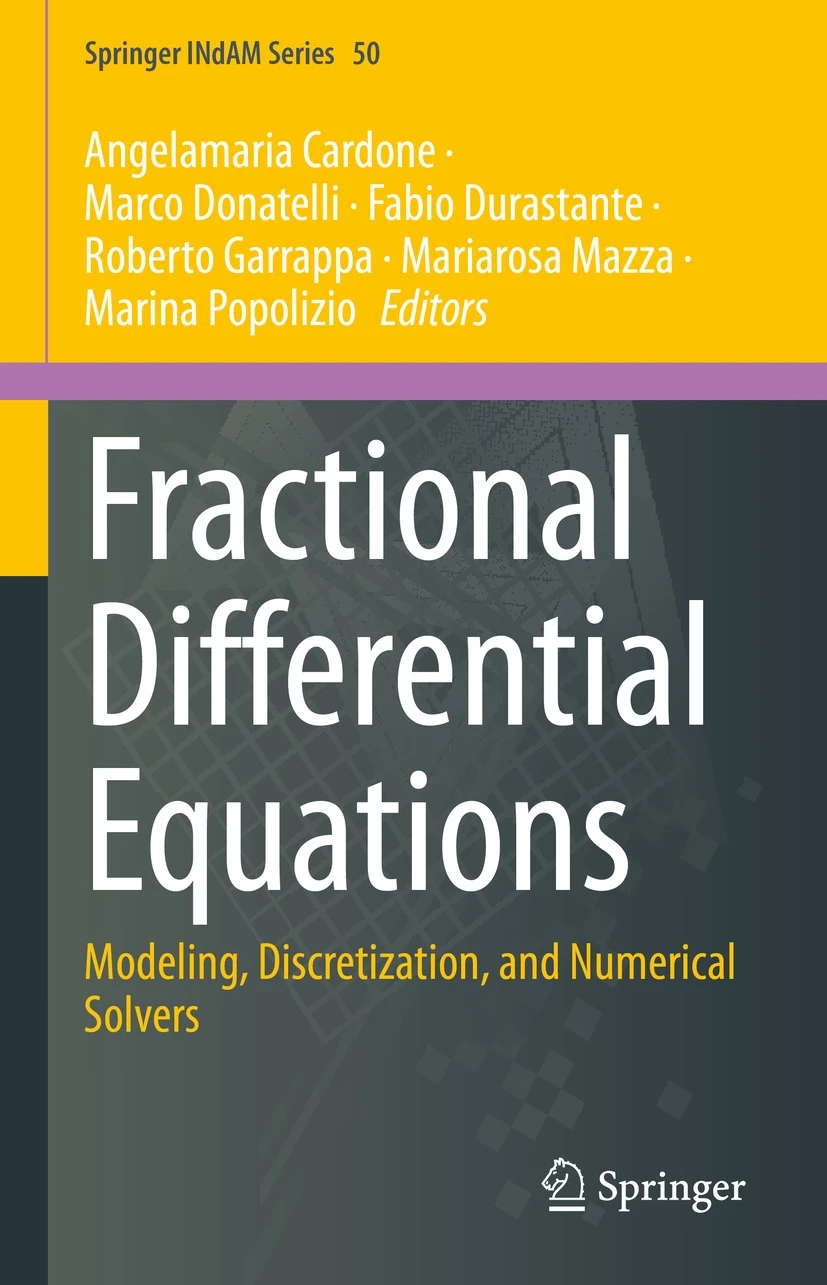 Springer INdAM Series 50
Angelamaria Cardone ·
Marco Donatelli · Fabio Durastante ·
Roberto Garrappa · Mariarosa Mazza ·
Marina Popolizio Editors
Fractional
Differential
Equations
Modeling, Discretization, and Numerical
Solvers
Springer